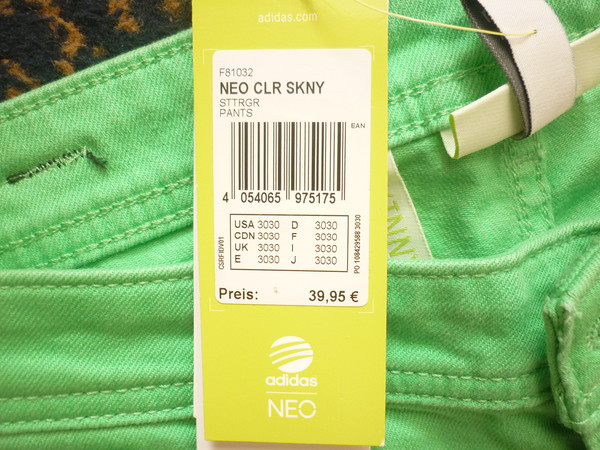 adidas.com
F81032
NEO CLR SKNY
STTRGR
PANTS
EAN
4 054065 975175
USA 3030 D 3030
CDN 3030 F 3030
UK 3030 I 3030
E 3030 J 3030
CSRFIDV01
PO 108429588 3030
Preis: 39,95 €
adidas
NEO